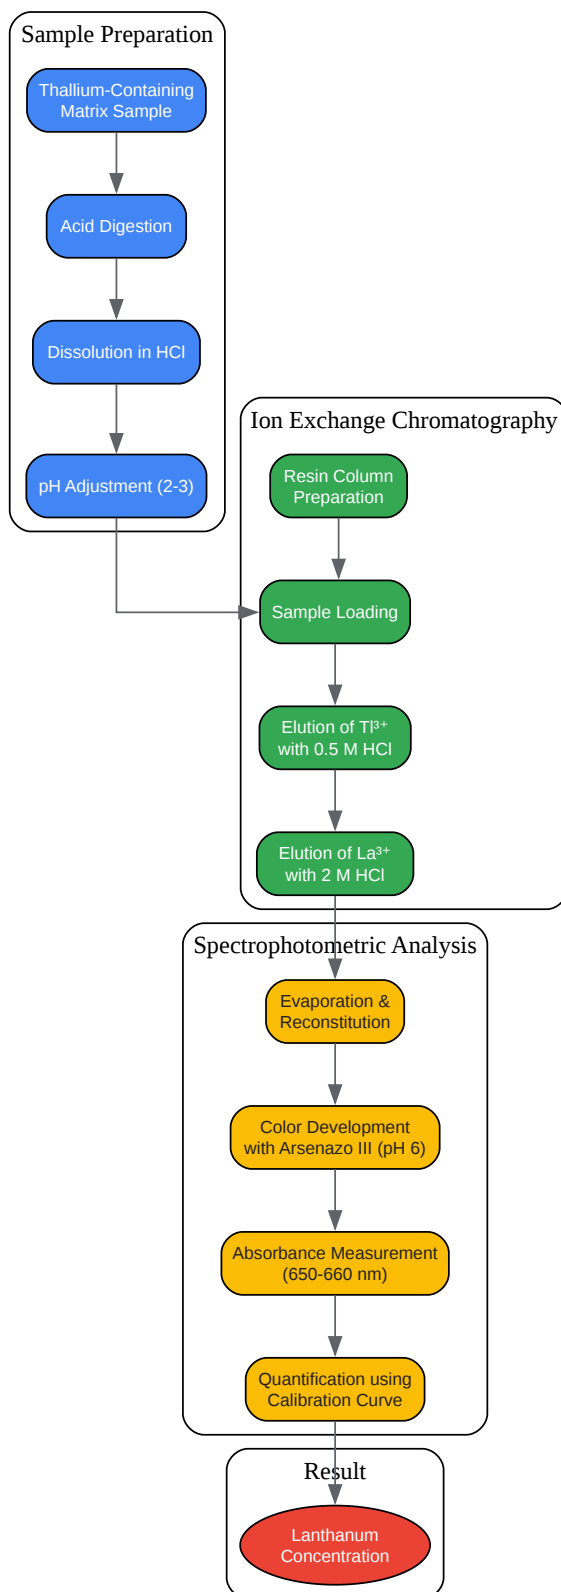 Sample Preparation
Thallium-Containing
Matrix Sample
Acid Digestion
Dissolution in HCl
pH Adjustment (2-3)
Ion Exchange Chromatography
Resin Column
Preparation
Sample Loading
Elution of Tl³⁺
with 0.5 M HCl
Elution of La³⁺
with 2 M HCl
Spectrophotometric Analysis
Evaporation &
Reconstitution
Color Development
with Arsenazo III (pH 6)
Absorbance Measurement
(650-660 nm)
Quantification using
Calibration Curve
Result
Lanthanum
Concentration